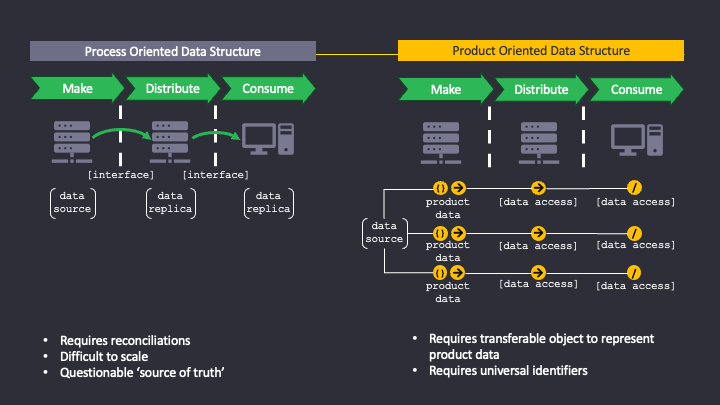 Process Oriented Data Structure
Make Distribute Consume
[interface] [interface]
data source
data replica
data replica
• Requires reconciliations
• Difficult to scale
• Questionable ‘source of truth’
Product Oriented Data Structure
Make Distribute Consume
data source
product data
[data access] [data access]
product data
[data access] [data access]
product data
[data access] [data access]
• Requires transferable object to represent
product data
• Requires universal identifiers